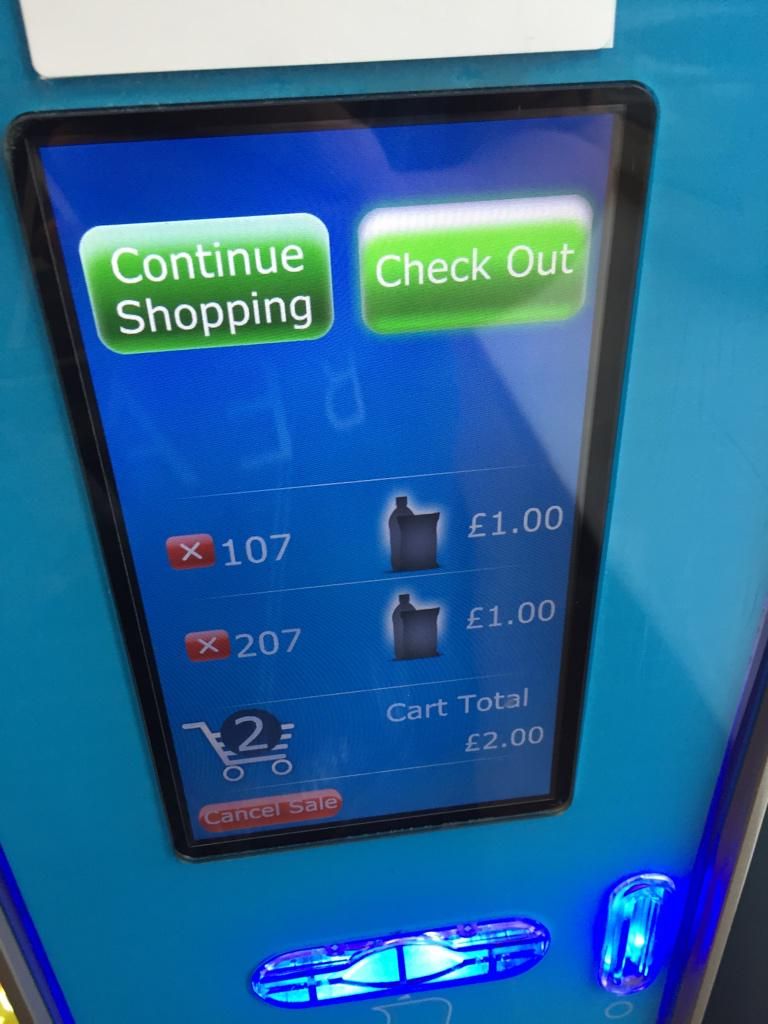 Continue
Shopping
Check Out
107 £1.00
207 £1.00
2
Cart Total
£2.00
Cancel Sale